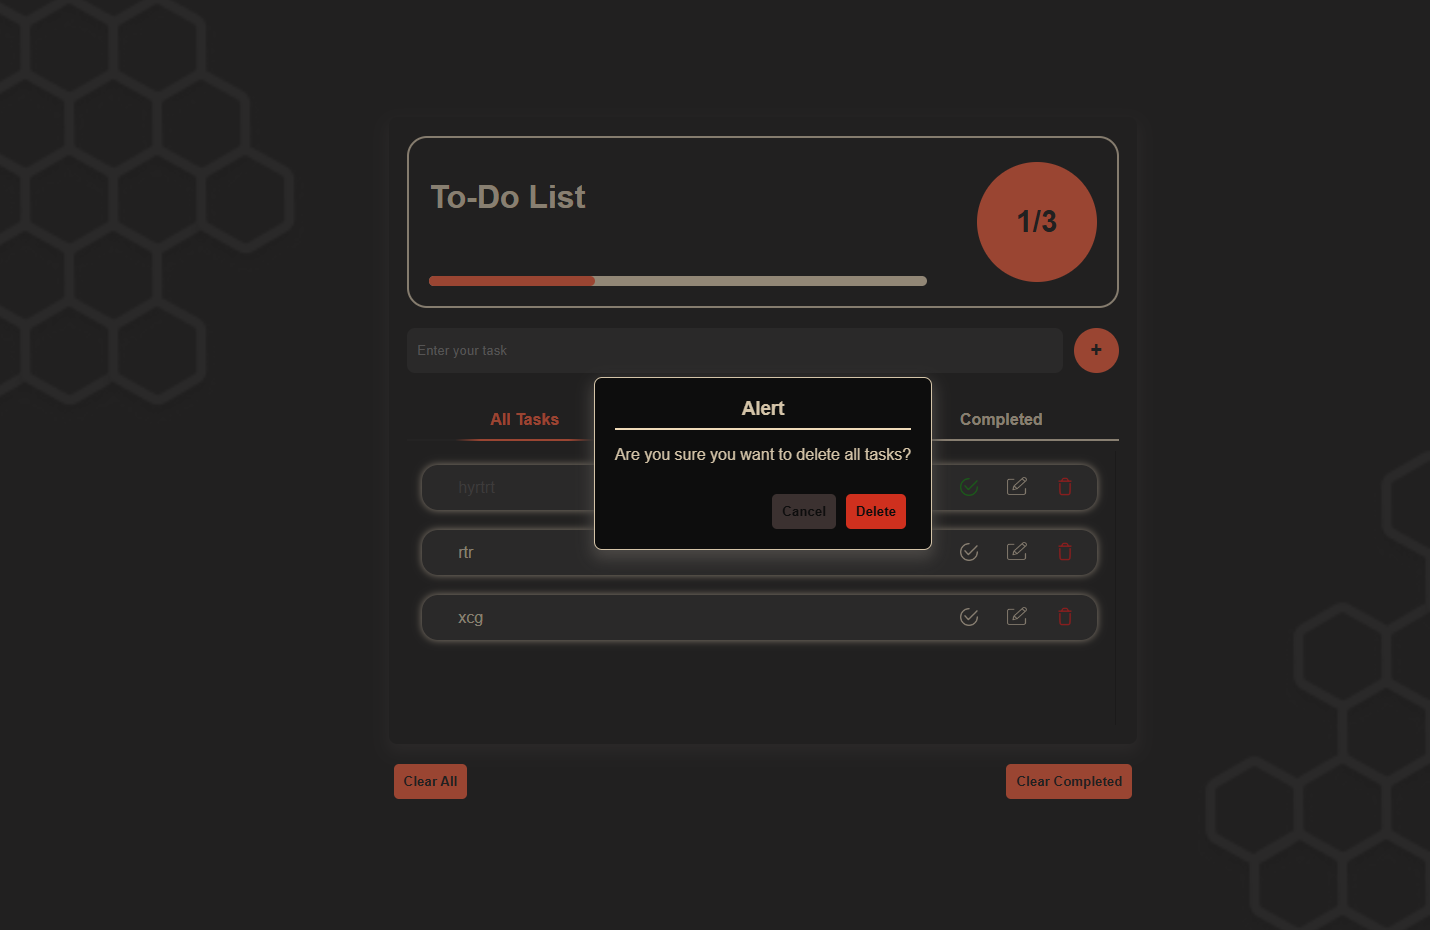 To-Do List
1/3
Enter your task
+
All Tasks
Completed
Alert
Are you sure you want to delete all tasks?
Cancel
Delete
hyrtrt
rtr
xcg
Clear All
Clear Completed